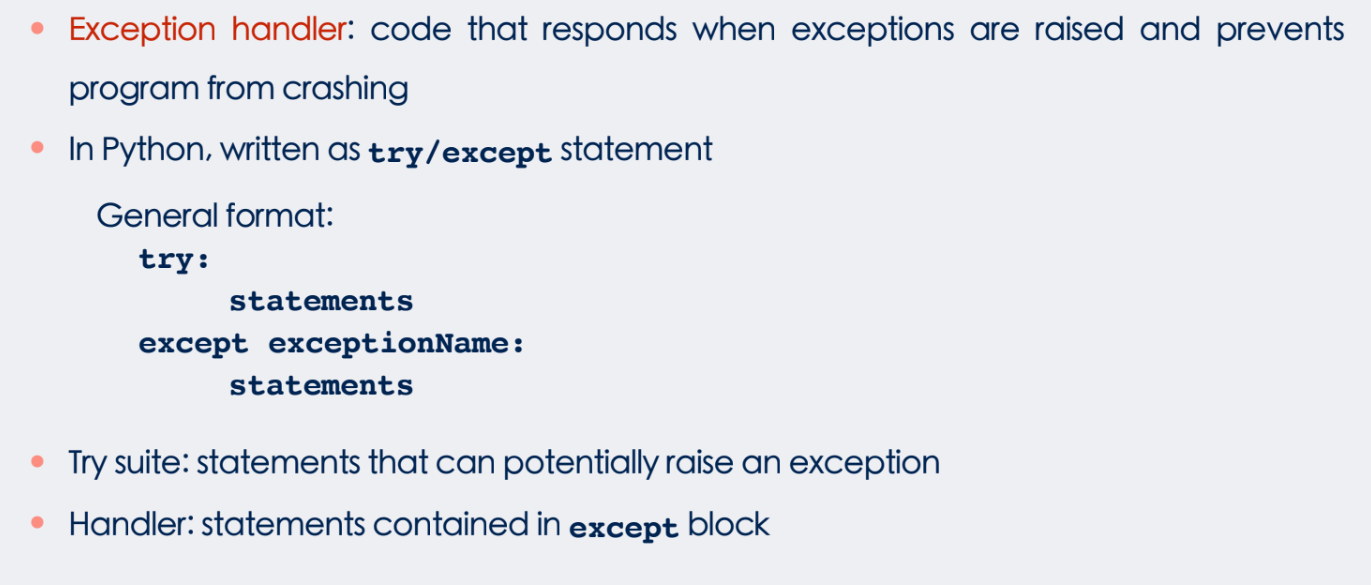 • Exception handler: code that responds when exceptions are raised and prevents
program from crashing
• In Python, written as try/except statement
General format:
try:
statements
except exceptionName:
statements
• Try suite: statements that can potentially raise an exception
• Handler: statements contained in except block